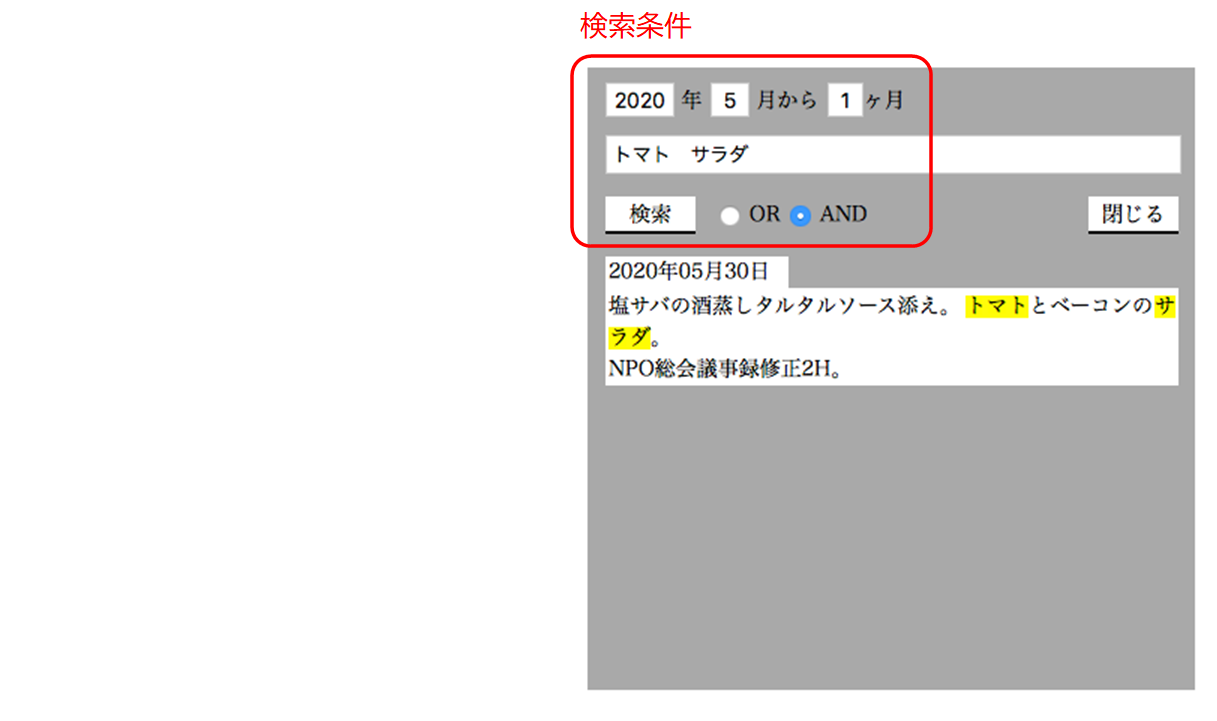 検索条件
2020 年 5 月から 1 ヶ月
トマト　サラダ
検索 OR AND 閉じる
2020年05月30日
塩サバの酒蒸しタルタルソース添え。 トマトとベーコンのサ
ラダ。
NPO総会議事録修正2H。